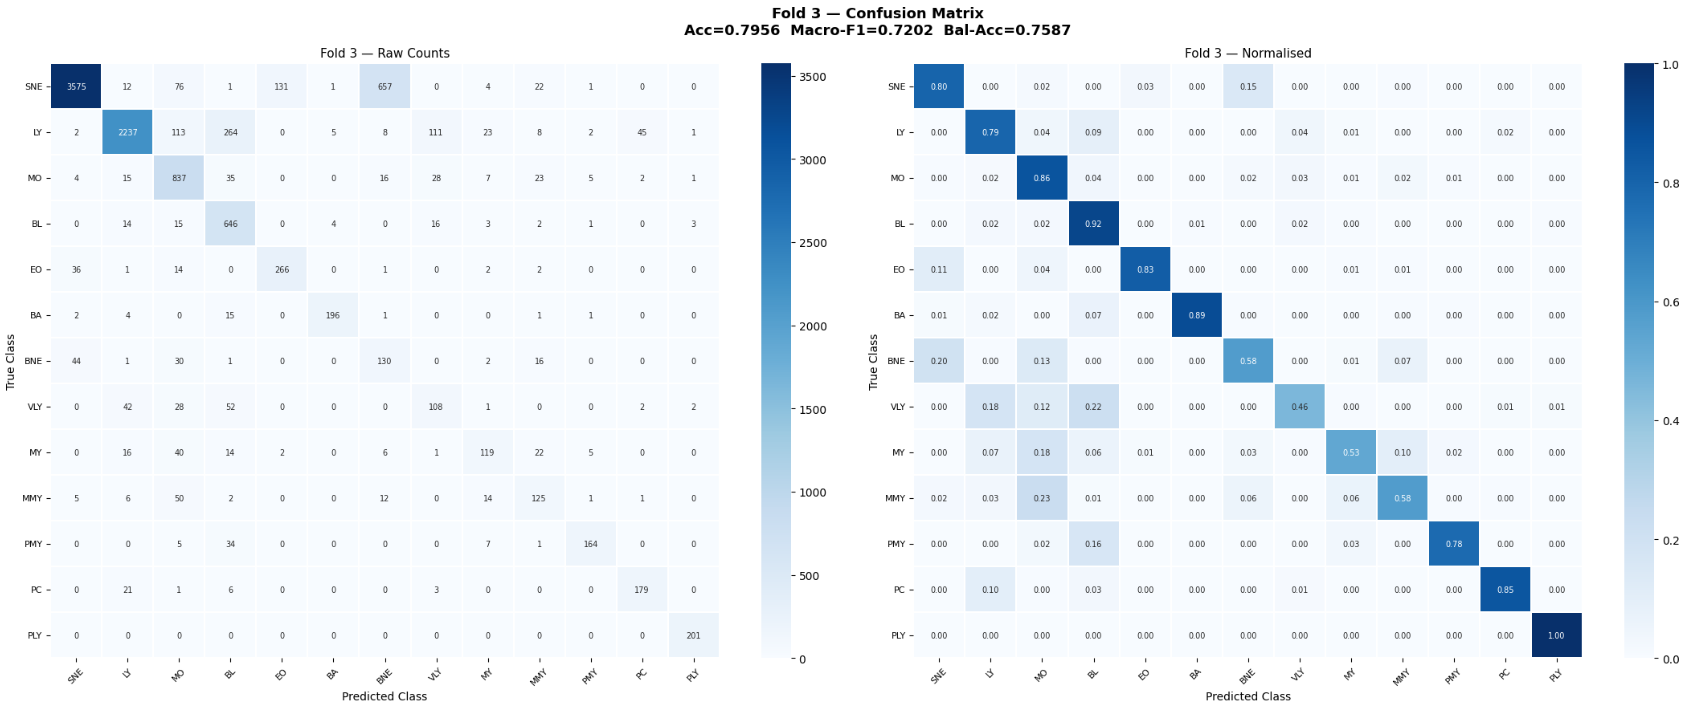 Fold 3 — Confusion Matrix
Acc=0.7956 Macro-F1=0.7202 Bal-Acc=0.7587
Fold 3 — Raw Counts
True Class
SNE 3575 12 76 1 131 1 657 0 4 22 1 0 0
LY 2 2237 113 264 0 5 8 111 23 8 2 45 1
MO 4 15 837 35 0 0 16 28 7 23 5 2 1
BL 0 14 15 646 0 4 0 16 3 2 1 0 3
EO 36 1 14 0 266 0 1 0 2 2 0 0 0
BA 2 4 0 15 0 196 1 0 0 1 1 0 0
BNE 44 1 30 1 0 0 130 0 2 16 0 0 0
VLY 0 42 28 52 0 0 0 108 1 0 0 2 2
MY 0 16 40 14 2 0 6 1 119 22 5 0 0
MMY 5 6 50 2 0 0 12 0 14 125 1 1 0
PMY 0 0 5 34 0 0 0 0 7 1 164 0 0
PC 0 21 1 6 0 0 0 3 0 0 0 179 0
PLY 0 0 0 0 0 0 0 0 0 0 0 0 201
SNE LY MO BL EO BA BNE VLY MY MMY PMY PC PLY
Predicted Class
3500
3000
2500
2000
1500
1000
500
0
Fold 3 — Normalised
True Class
SNE 0.80 0.00 0.02 0.00 0.03 0.00 0.15 0.00 0.00 0.00 0.00 0.00 0.00
LY 0.00 0.79 0.04 0.09 0.00 0.00 0.00 0.04 0.01 0.00 0.00 0.02 0.00
MO 0.00 0.02 0.86 0.04 0.00 0.00 0.02 0.03 0.01 0.02 0.01 0.00 0.00
BL 0.00 0.02 0.02 0.92 0.00 0.01 0.00 0.02 0.00 0.00 0.00 0.00 0.00
EO 0.11 0.00 0.04 0.00 0.83 0.00 0.00 0.00 0.01 0.01 0.00 0.00 0.00
BA 0.01 0.02 0.00 0.07 0.00 0.89 0.00 0.00 0.00 0.00 0.00 0.00 0.00
BNE 0.20 0.00 0.13 0.00 0.00 0.00 0.58 0.00 0.01 0.07 0.00 0.00 0.00
VLY 0.00 0.18 0.12 0.22 0.00 0.00 0.00 0.46 0.00 0.00 0.00 0.01 0.01
MY 0.00 0.07 0.18 0.06 0.01 0.00 0.03 0.00 0.53 0.10 0.02 0.00 0.00
MMY 0.02 0.03 0.23 0.01 0.00 0.00 0.06 0.00 0.06 0.58 0.00 0.00 0.00
PMY 0.00 0.00 0.02 0.16 0.00 0.00 0.00 0.00 0.03 0.00 0.78 0.00 0.00
PC 0.00 0.10 0.00 0.03 0.00 0.00 0.00 0.01 0.00 0.00 0.00 0.85 0.00
PLY 0.00 0.00 0.00 0.00 0.00 0.00 0.00 0.00 0.00 0.00 0.00 0.00 1.00
SNE LY MO BL EO BA BNE VLY MY MMY PMY PC PLY
Predicted Class
1.0
0.8
0.6
0.4
0.2
0.0